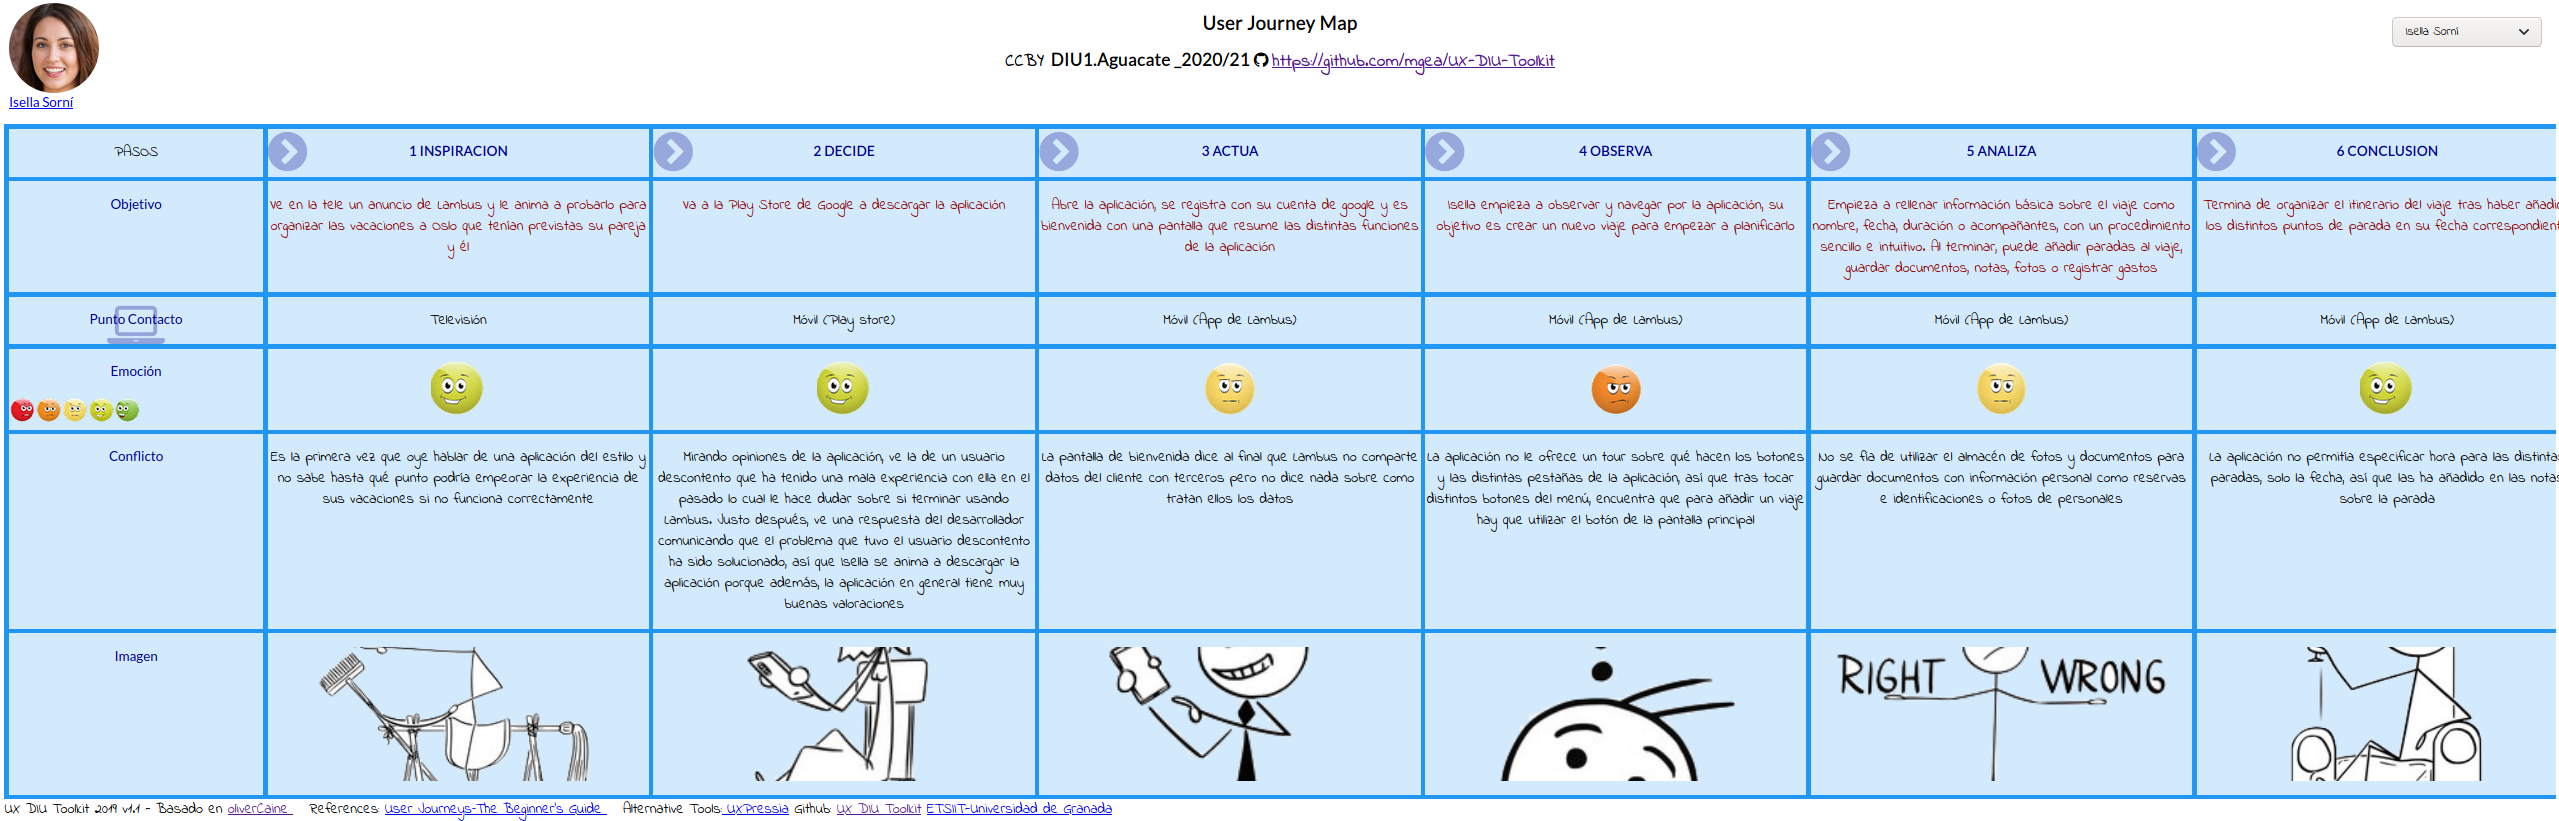 User Journey Map
Isella Sorní
CCBY DIU1.Aguacate _2020/21 https://github.com/mgea/UX-DIU-Toolkit
Isella Sorní
PASOS
1 INSPIRACION
2 DECIDE
3 ACTUA
4 OBSERVA
5 ANALIZA
6 CONCLUSION
Objetivo
Ve en la tele un anuncio de Lambus y le anima a probarlo para
organizar las vacaciones a Oslo que tenían previstas su pareja
y él
Va a la Play Store de Google a descargar la aplicación
Abre la aplicación, se registra con su cuenta de google y es
bienvenida con una pantalla que resume las distintas funciones
de la aplicación
Isella empieza a observar y navegar por la aplicación, su
objetivo es crear un nuevo viaje para empezar a planificarlo
Empieza a rellenar información básica sobre el viaje como
nombre, fecha, duración o acompañantes, con un procedimiento
sencillo e intuitivo. Al terminar, puede añadir paradas al viaje,
guardar documentos, notas, fotos o registrar gastos
Termina de organizar el itinerario del viaje tras haber añadid
los distintos puntos de parada en su fecha correspondient
Punto Contacto
Televisión
Móvil (Play store)
Móvil (App de Lambus)
Móvil (App de Lambus)
Móvil (App de Lambus)
Móvil (App de Lambus)
Emoción
Conflicto
Es la primera vez que oye hablar de una aplicación del estilo y
no sabe hasta qué punto podría empeorar la experiencia de
sus vacaciones si no funciona correctamente
Mirando opiniones de la aplicación, ve la de un usuario
descontento que ha tenido una mala experiencia con ella en el
pasado lo cual le hace dudar sobre si terminar usando
Lambus. Justo después, ve una respuesta del desarrollador
comunicando que el problema que tuvo el usuario descontento
ha sido solucionado, así que Isella se anima a descargar la
aplicación porque además, la aplicación en general tiene muy
buenas valoraciones
La pantalla de bienvenida dice al final que Lambus no comparte
datos del cliente con terceros pero no dice nada sobre como
tratan ellos los datos
La aplicación no le ofrece un tour sobre qué hacen los botones
y las distintas pestañas de la aplicación, así que tras tocar
distintos botones del menú, encuentra que para añadir un viaje
hay que utilizar el botón de la pantalla principal
No se fia de utilizar el almacén de fotos y documentos para
guardar documentos con información personal como reservas
e identificaciones o fotos de personales
La aplicación no permitía especificar hora para las distintas
paradas, solo la fecha, así que las ha añadido en las notas
sobre la parada
Imagen
RIGHT WRONG
UX DIU Toolkit 2019 v1.1 - Basado en oliverCaine References: User Journeys-The Beginner's Guide Alternative Tools: UXPressia Github: UX DIU Toolkit ETSIIT-Universidad de Granada